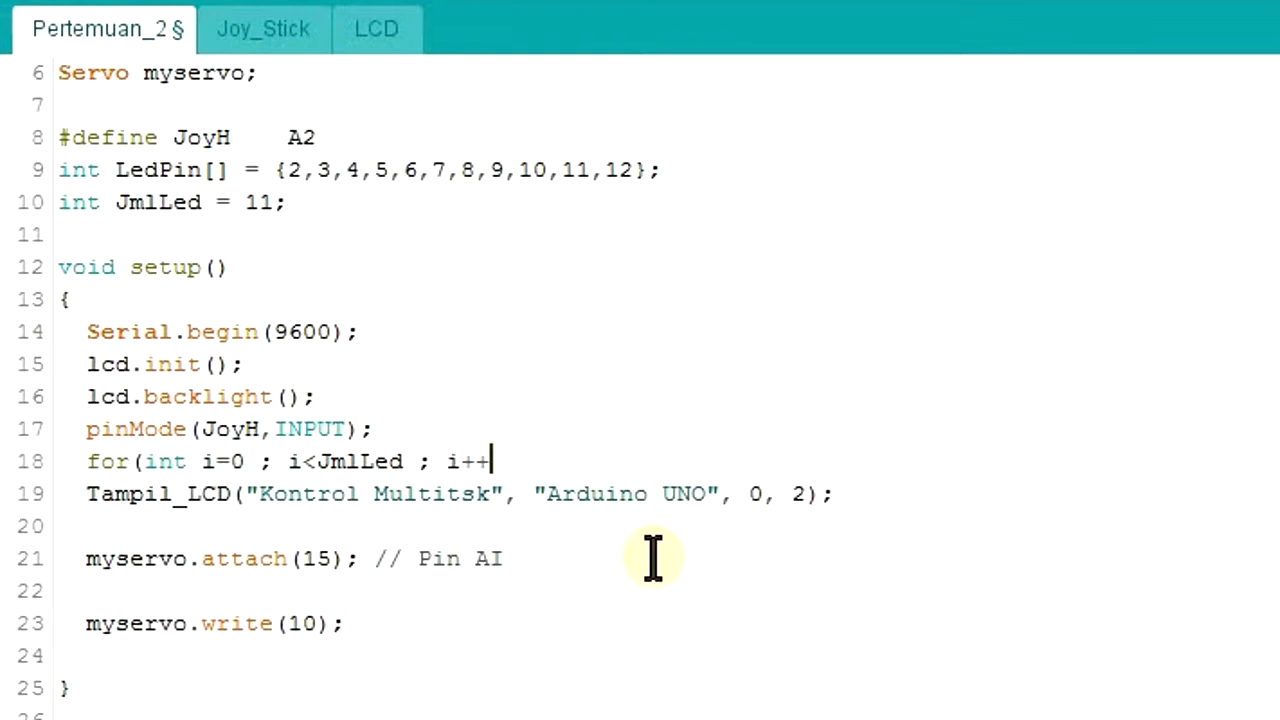 Pertemuan_2 § Joy_Stick LCD
6 Servo myservo;
7
8 #define JoyH A2
9 int LedPin[] = {2,3,4,5,6,7,8,9,10,11,12};
10 int JmlLed = 11;
11
12 void setup()
13 {
14 Serial.begin(9600);
15 lcd.init();
16 lcd.backlight();
17 pinMode(JoyH,INPUT);
18 for(int i=0 ; i<JmlLed ; i++
19 Tampil_LCD("Kontrol Multitsk", "Arduino UNO", 0, 2);
20
21 myservo.attach(15); // Pin AI
22
23 myservo.write(10);
24
25 }
26